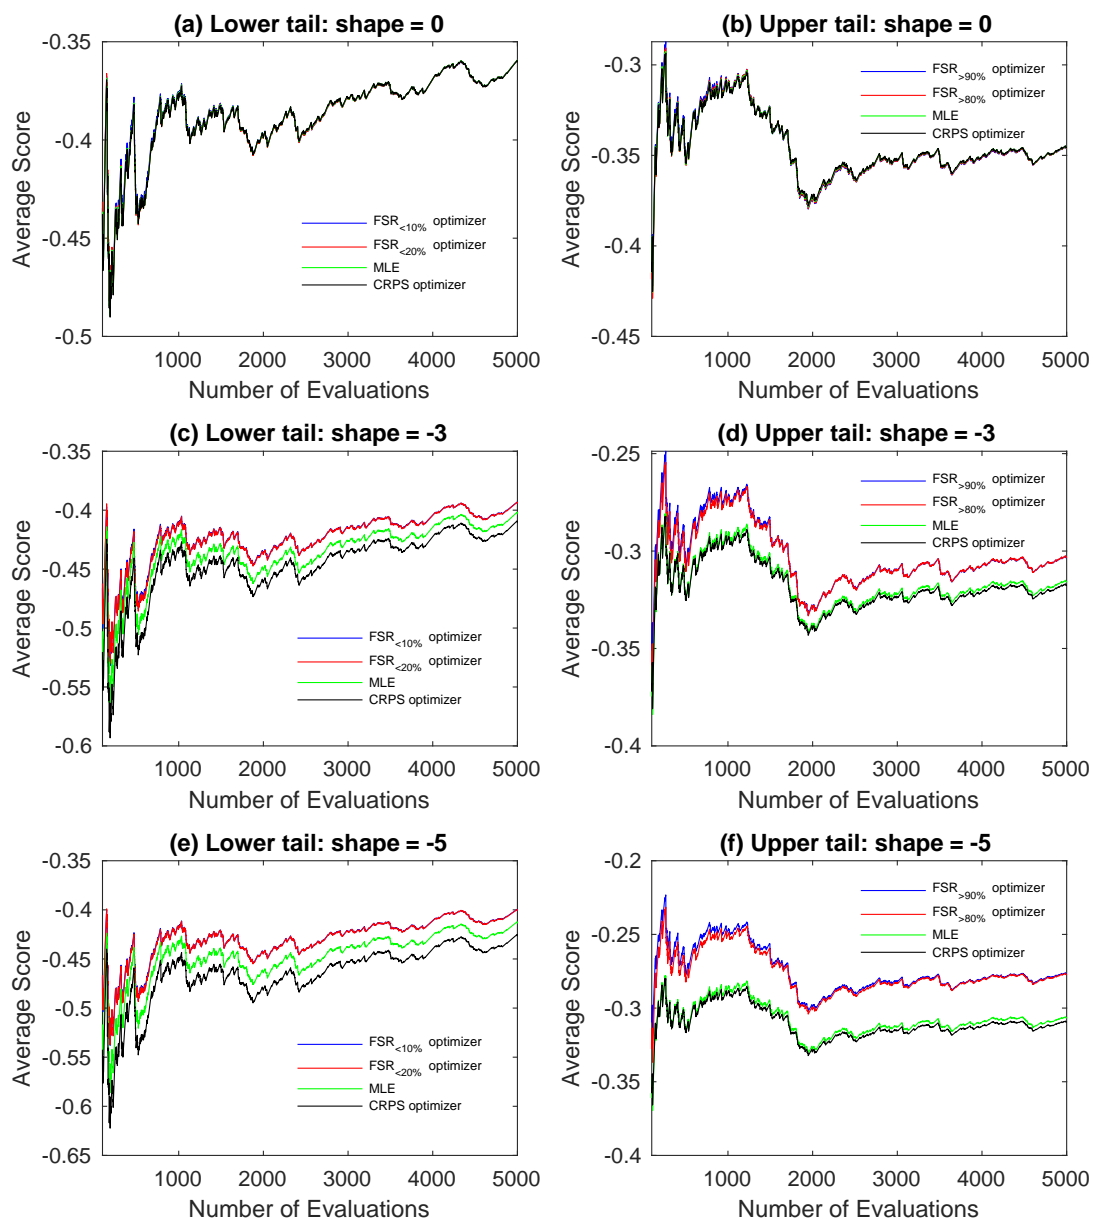 (a) Lower tail: shape = 0
-0.35
-0.4
-0.45
-0.5
Average Score
FSR<10% optimizer
FSR<20% optimizer
MLE
CRPS optimizer
1000 2000 3000 4000 5000
Number of Evaluations
(b) Upper tail: shape = 0
-0.3
-0.35
-0.4
-0.45
Average Score
FSR>90% optimizer
FSR>80% optimizer
MLE
CRPS optimizer
1000 2000 3000 4000 5000
Number of Evaluations
(c) Lower tail: shape = -3
-0.35
-0.4
-0.45
-0.5
-0.55
-0.6
Average Score
FSR<10% optimizer
FSR<20% optimizer
MLE
CRPS optimizer
1000 2000 3000 4000 5000
Number of Evaluations
(d) Upper tail: shape = -3
-0.25
-0.3
-0.35
-0.4
Average Score
FSR>90% optimizer
FSR>80% optimizer
MLE
CRPS optimizer
1000 2000 3000 4000 5000
Number of Evaluations
(e) Lower tail: shape = -5
-0.35
-0.4
-0.45
-0.5
-0.55
-0.6
-0.65
Average Score
FSR<10% optimizer
FSR<20% optimizer
MLE
CRPS optimizer
1000 2000 3000 4000 5000
Number of Evaluations
(f) Upper tail: shape = -5
-0.2
-0.25
-0.3
-0.35
-0.4
Average Score
FSR>90% optimizer
FSR>80% optimizer
MLE
CRPS optimizer
1000 2000 3000 4000 5000
Number of Evaluations